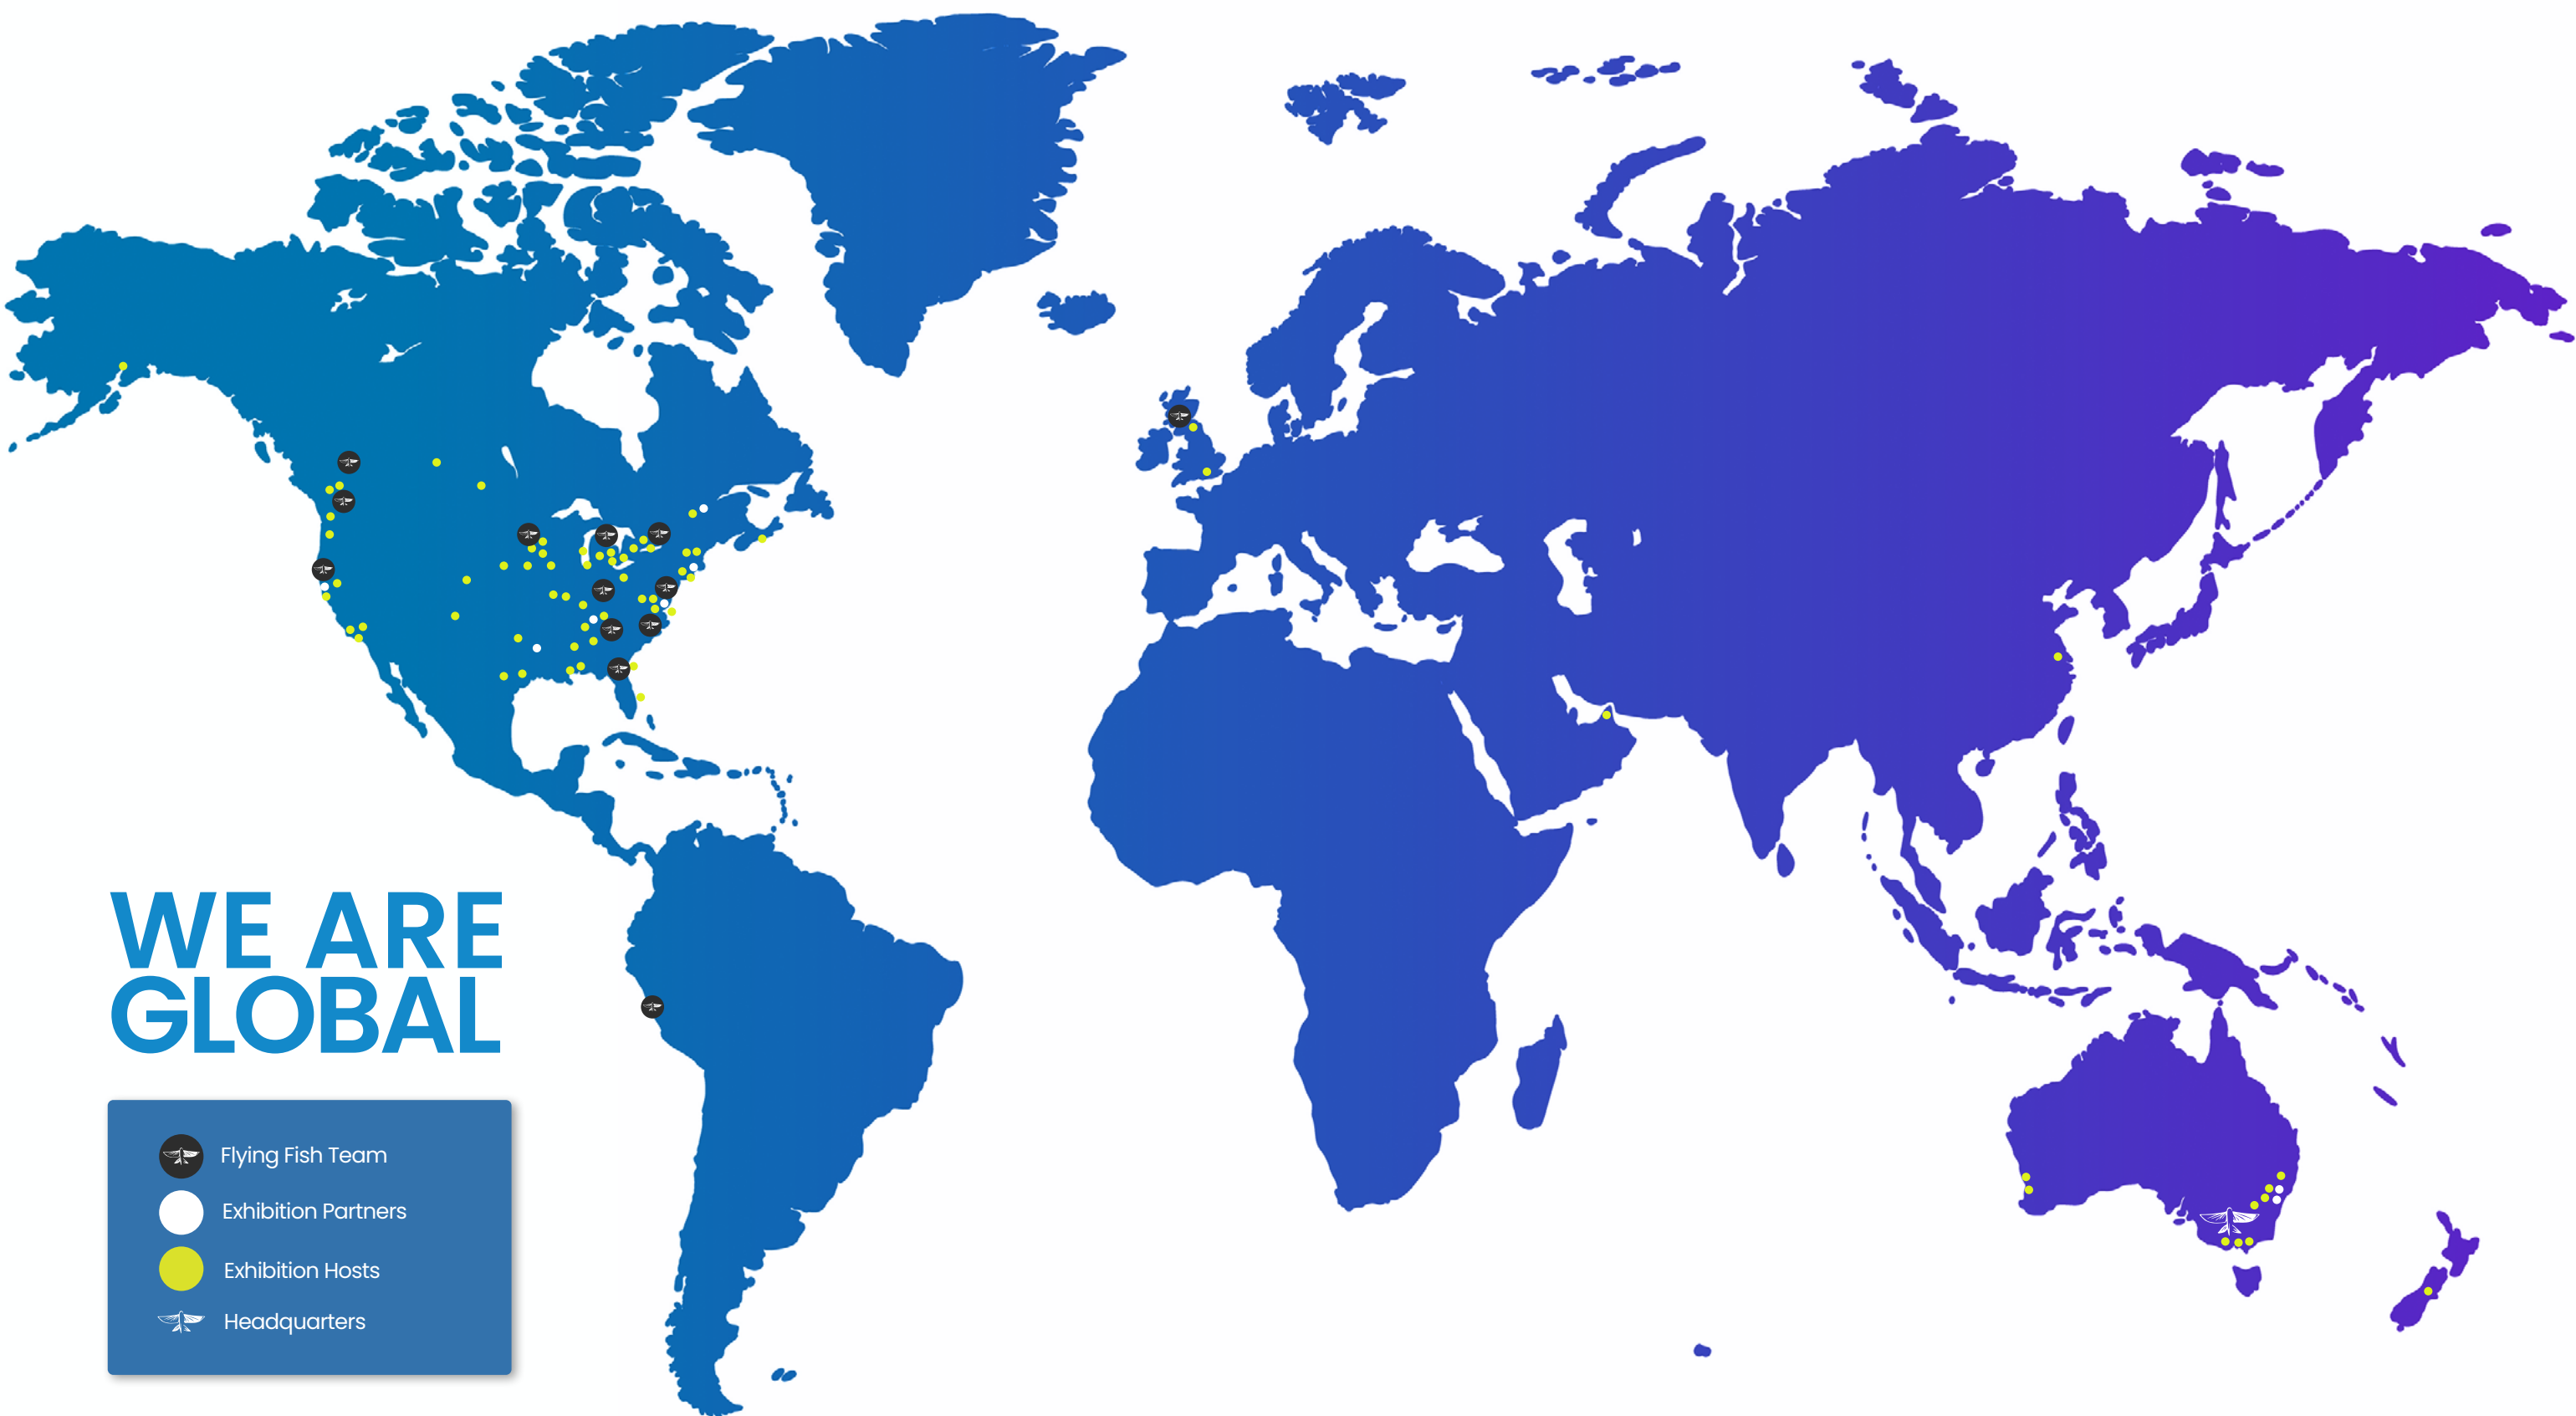 WE ARE
GLOBAL
Flying Fish Team
Exhibition Partners
Exhibition Hosts
Headquarters